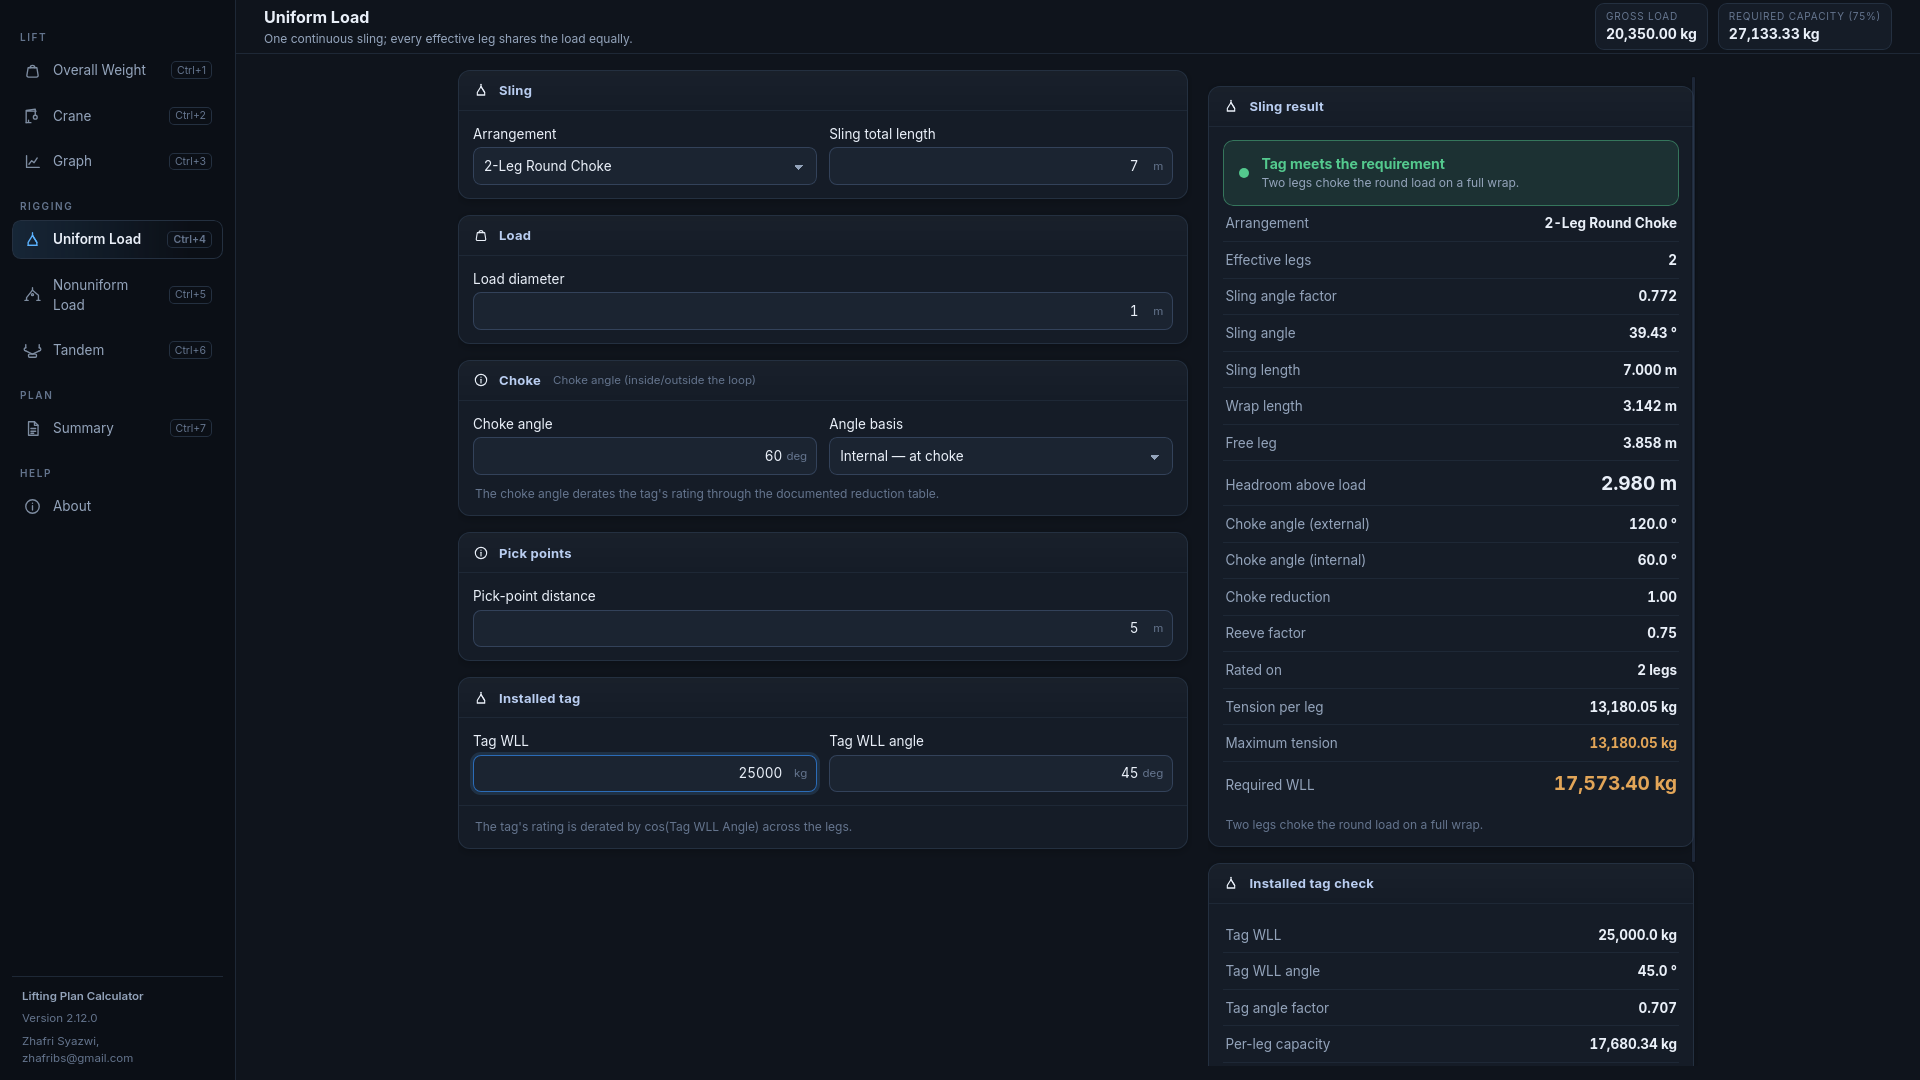 LIFT
Overall Weight Ctrl+1
Crane Ctrl+2
Graph Ctrl+3
RIGGING
Uniform Load Ctrl+4
Nonuniform
Load Ctrl+5
Tandem Ctrl+6
PLAN
Summary Ctrl+7
HELP
About
Lifting Plan Calculator
Version 2.12.0
Zhafri Syazwi,
zhafribs@gmail.com
Uniform Load
One continuous sling; every effective leg shares the load equally.
GROSS LOAD
20,350.00 kg
REQUIRED CAPACITY (75%)
27,133.33 kg
Sling
Arrangement
2-Leg Round Choke
Sling total length
7 m
Load
Load diameter
1 m
Choke Choke angle (inside/outside the loop)
Choke angle
60 deg
Angle basis
Internal — at choke
The choke angle derates the tag's rating through the documented reduction table.
Pick points
Pick-point distance
5 m
Installed tag
Tag WLL
25000 kg
Tag WLL angle
45 deg
The tag's rating is derated by cos(Tag WLL Angle) across the legs.
Sling result
Tag meets the requirement
Two legs choke the round load on a full wrap.
Arrangement 2-Leg Round Choke
Effective legs 2
Sling angle factor 0.772
Sling angle 39.43 °
Sling length 7.000 m
Wrap length 3.142 m
Free leg 3.858 m
Headroom above load 2.980 m
Choke angle (external) 120.0 °
Choke angle (internal) 60.0 °
Choke reduction 1.00
Reeve factor 0.75
Rated on 2 legs
Tension per leg 13,180.05 kg
Maximum tension 13,180.05 kg
Required WLL 17,573.40 kg
Two legs choke the round load on a full wrap.
Installed tag check
Tag WLL 25,000.0 kg
Tag WLL angle 45.0 °
Tag angle factor 0.707
Per-leg capacity 17,680.34 kg